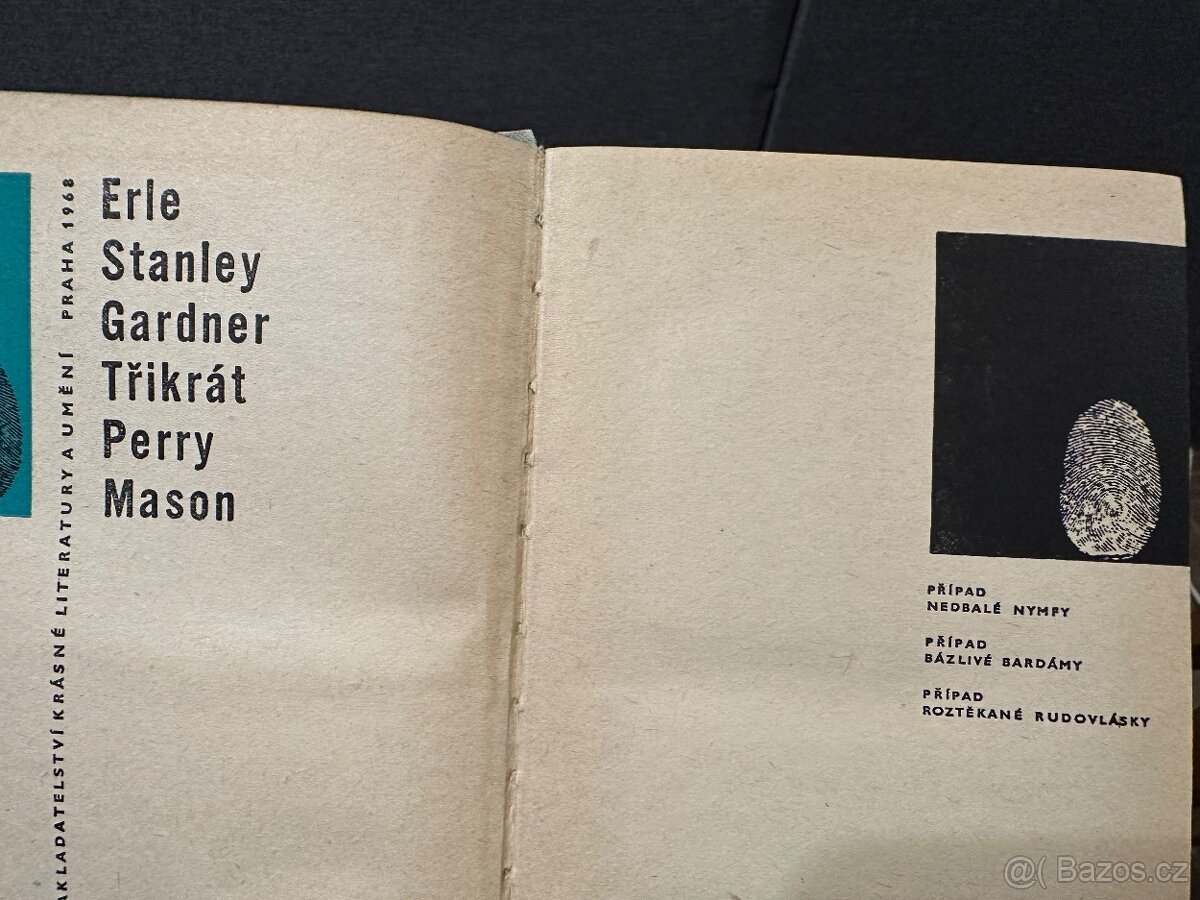 AKLADATELSTVÍ KRÁSNÉ LITERATURY A UMĚNÍ PRAHA 1968
Erle
Stanley
Gardner
Třikrát
Perry
Mason
PŘÍPAD
NEDBALÉ NYMFY
PŘÍPAD
BÁZLIVÉ BARDÁMY
PŘÍPAD
ROZTĚKANÉ RUDOVLÁSKY
@( Bazos.cz